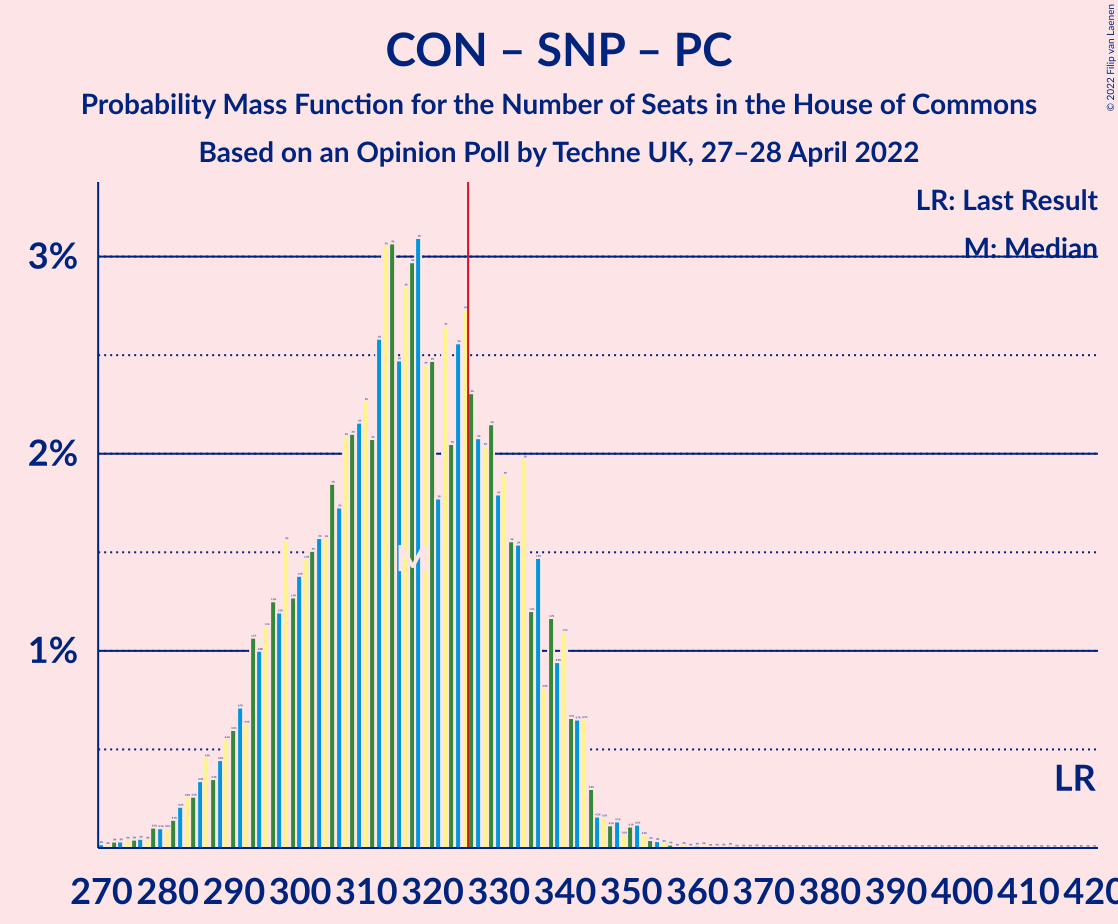 CON – SNP – PC
Probability Mass Function for the Number of Seats in the House of Commons
Based on an Opinion Poll by Techne UK, 27–28 April 2022
© 2022 Filip van Laenen
LR: Last Result
M: Median
3%
2%
1%
M
LR
270 280 290 300 310 320 330 340 350 360 370 380 390 400 410 420